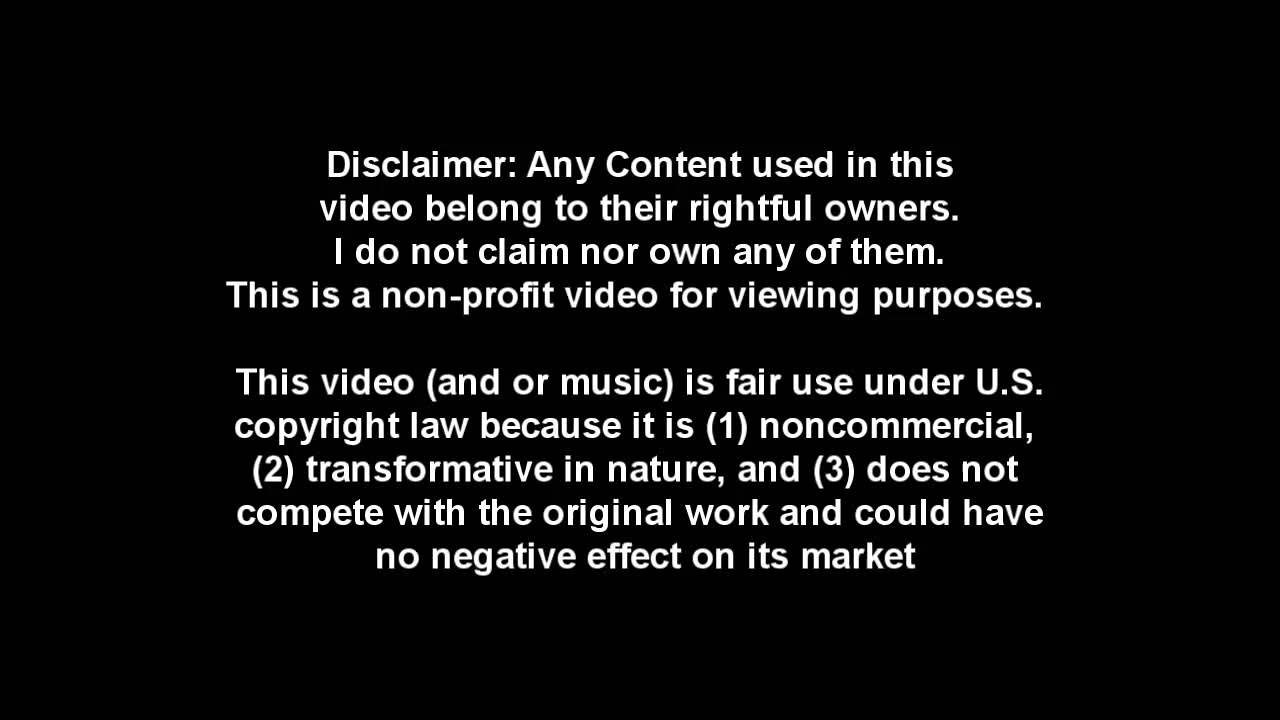 Disclaimer: Any Content used in this
video belong to their rightful owners.
I do not claim nor own any of them.
This is a non-profit video for viewing purposes.
This video (and or music) is fair use under U.S.
copyright law because it is (1) noncommercial,
(2) transformative in nature, and (3) does not
compete with the original work and could have
no negative effect on its market